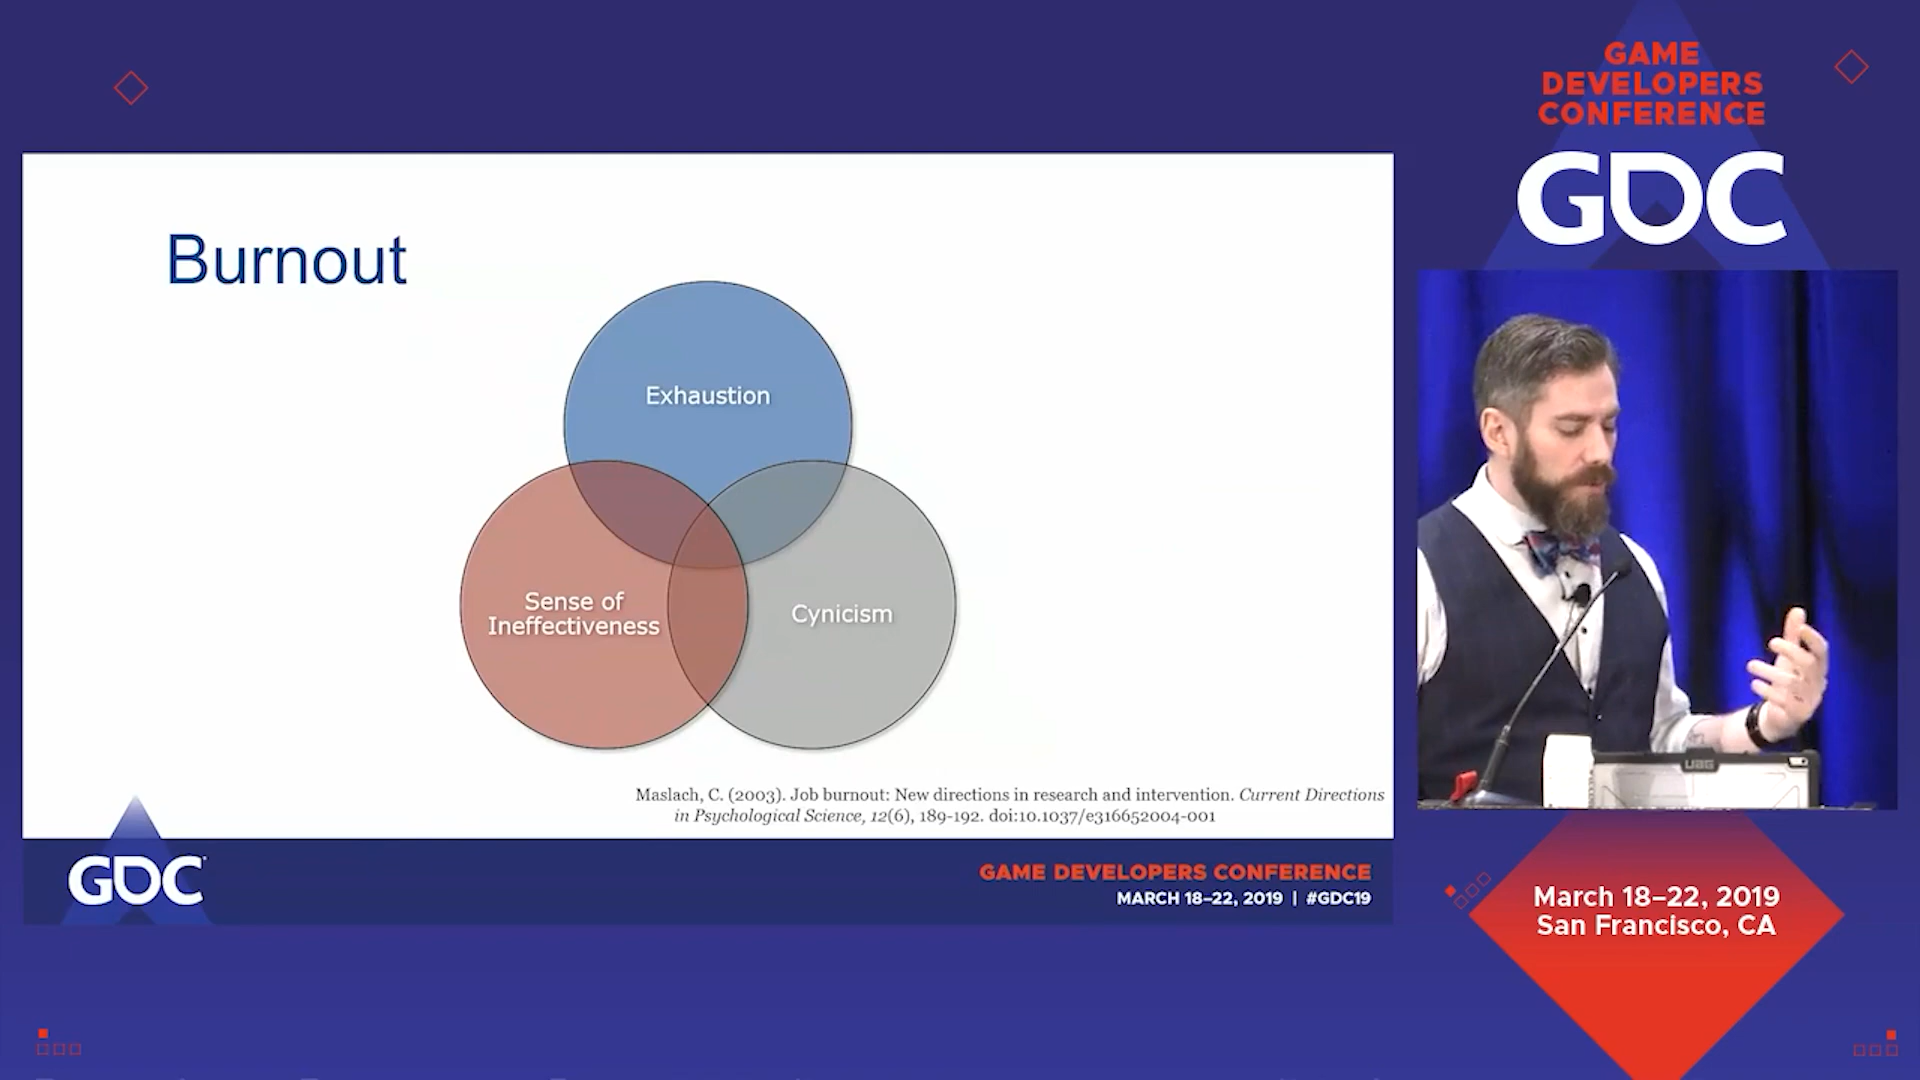 Burnout
Exhaustion
Sense of
Ineffectiveness
Cynicism
Maslach, C. (2003). Job burnout: New directions in research and intervention. Current Directions
in Psychological Science, 12(6), 189-192. doi:10.1037/e316652004-001
GDC
GAME DEVELOPERS CONFERENCE
MARCH 18–22, 2019 | #GDC19
GAME
DEVELOPERS
CONFERENCE
GDC
UAG
March 18–22, 2019
San Francisco, CA